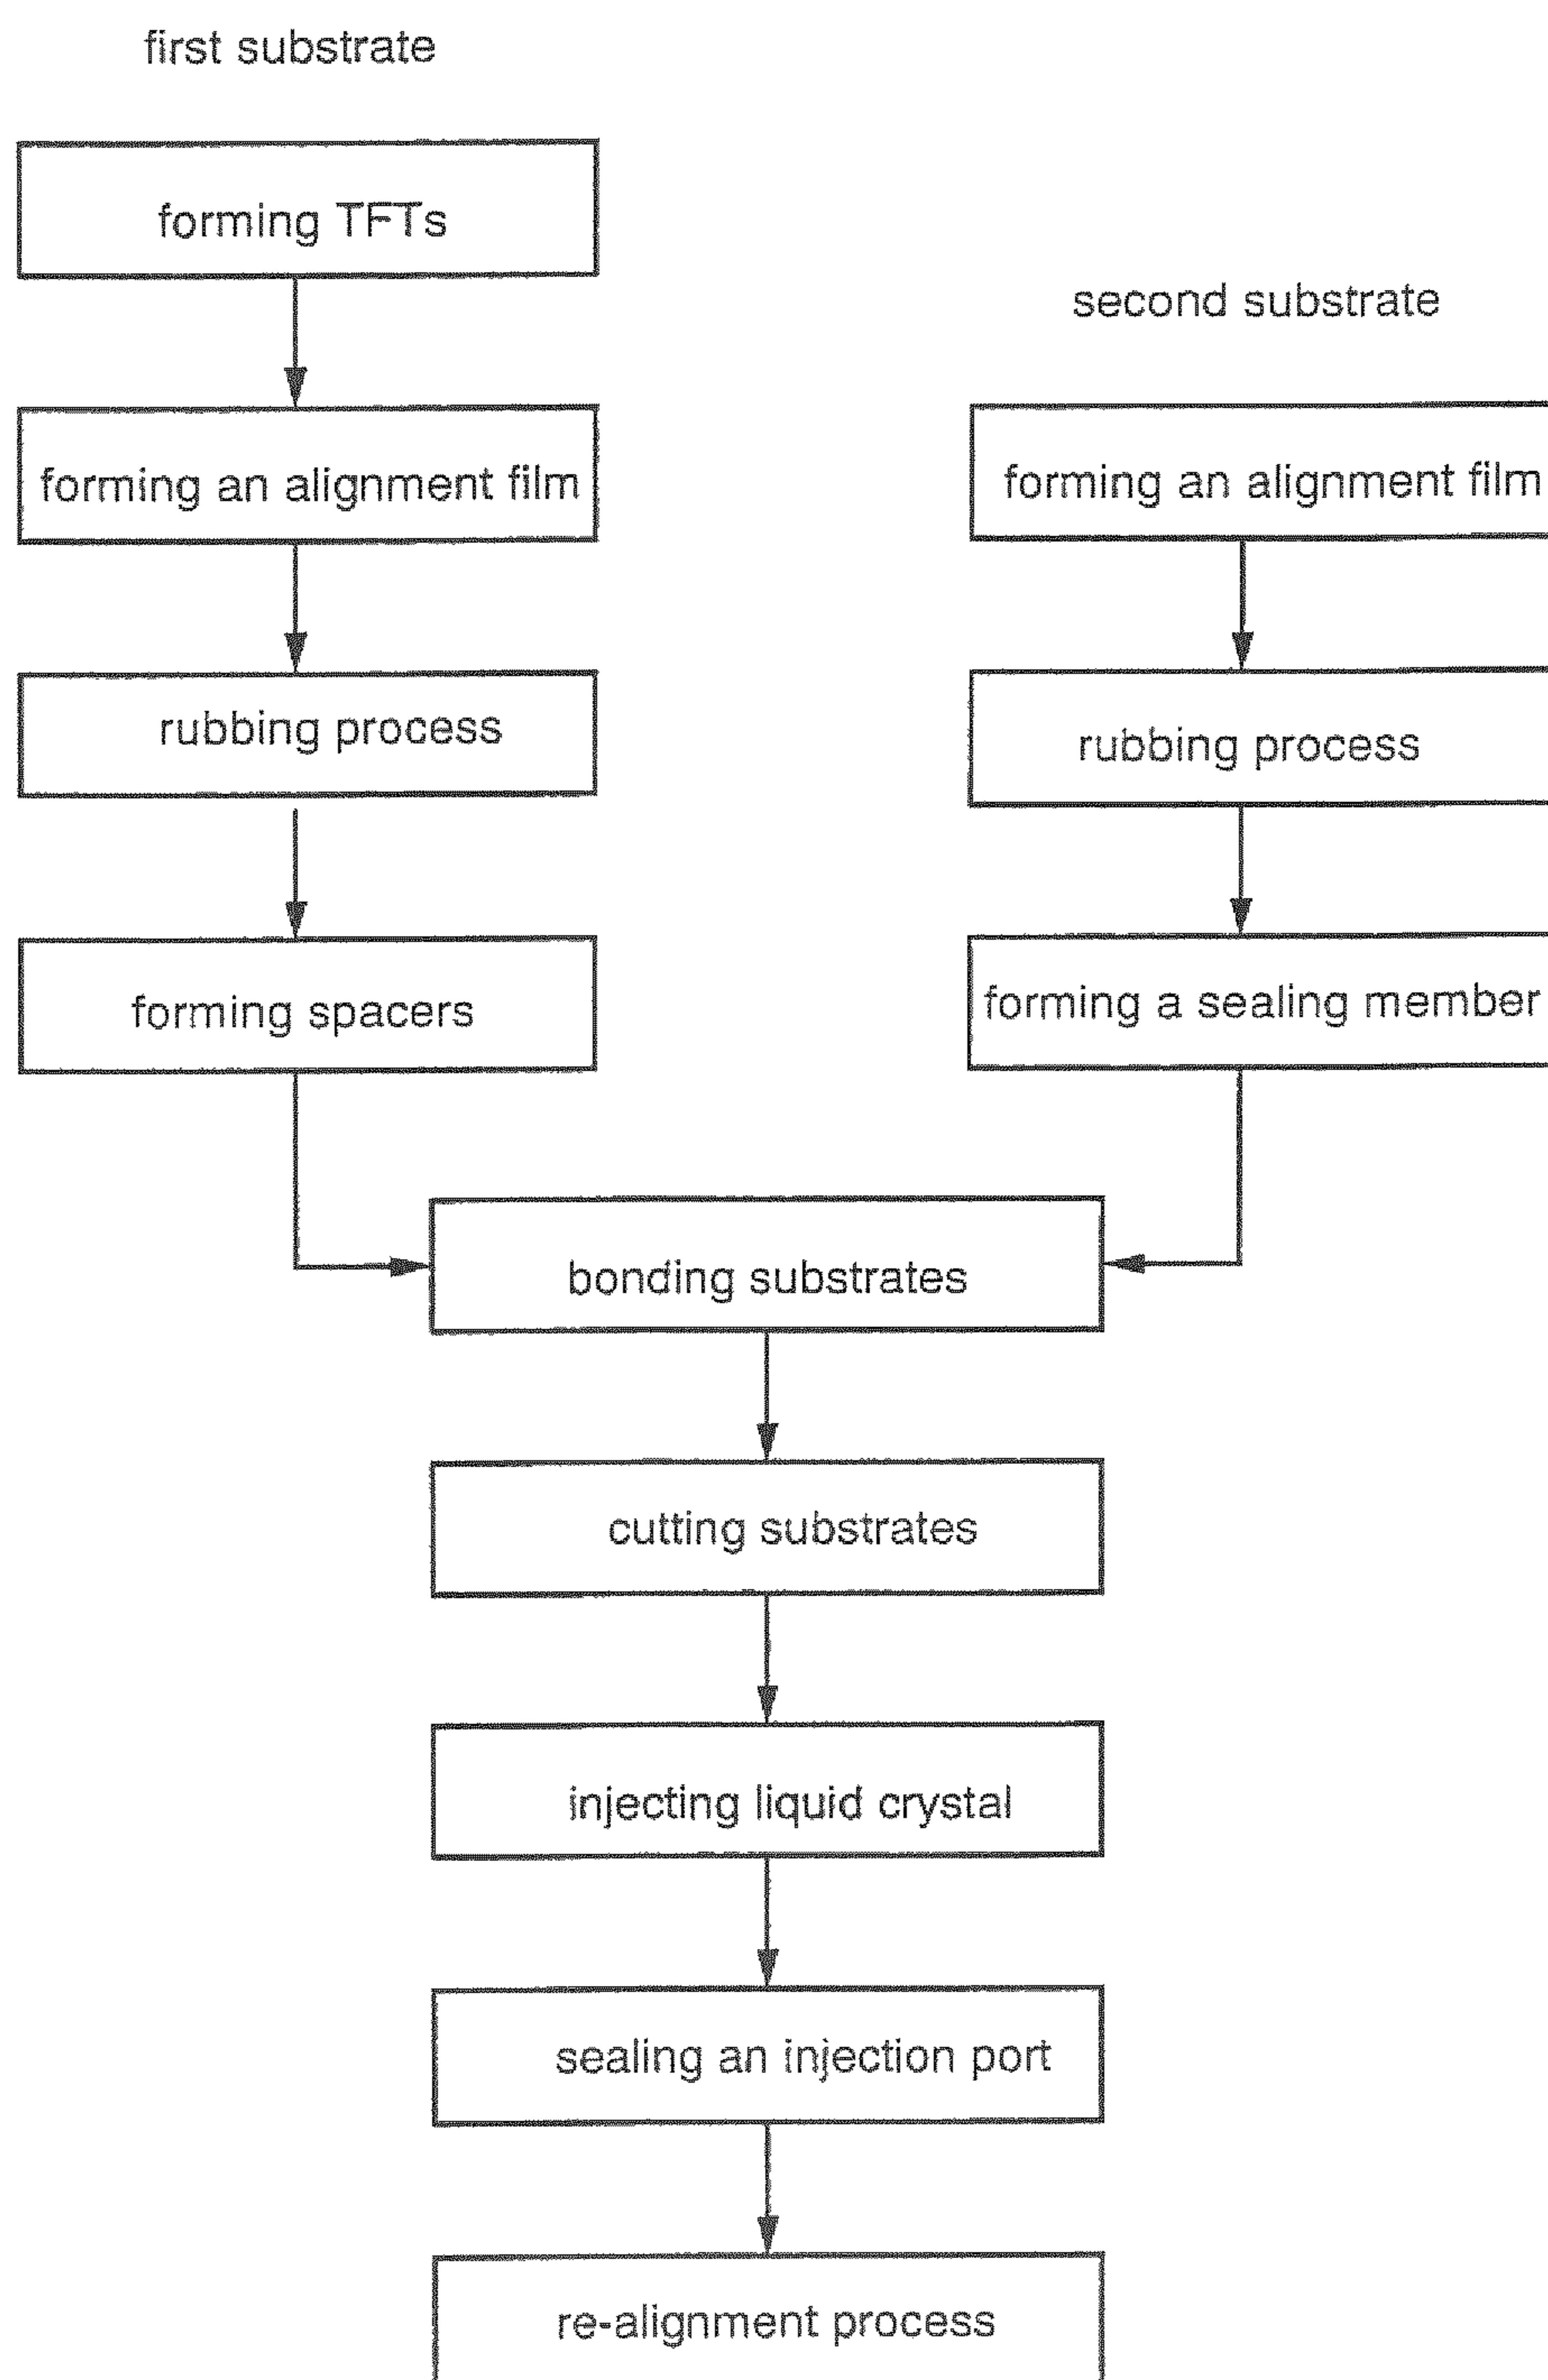 first substrate
forming TFTs
forming an alignment film
rubbing process
forming spacers
second substrate
forming an alignment film
rubbing process
forming a sealing member
bonding substrates
cutting substrates
injecting liquid crystal
sealing an injection port
re-alignment process